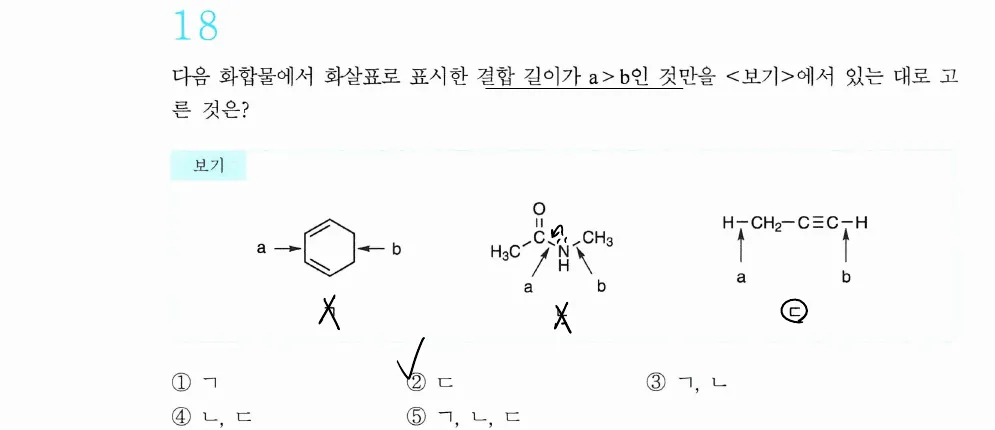 18
다음 화합물에서 화살표로 표시한 결합 길이가 a>b인 것만을 <보기>에서 있는 대로 고
른 것은?
보기
a b
O
H₃C C N CH₃
H
a b
H-CH₂-C≡C-H
a b
ㄱ ㄴ ㄷ
① ㄱ ② ㄷ ③ ㄱ, ㄴ
④ ㄴ, ㄷ ⑤ ㄱ, ㄴ, ㄷ